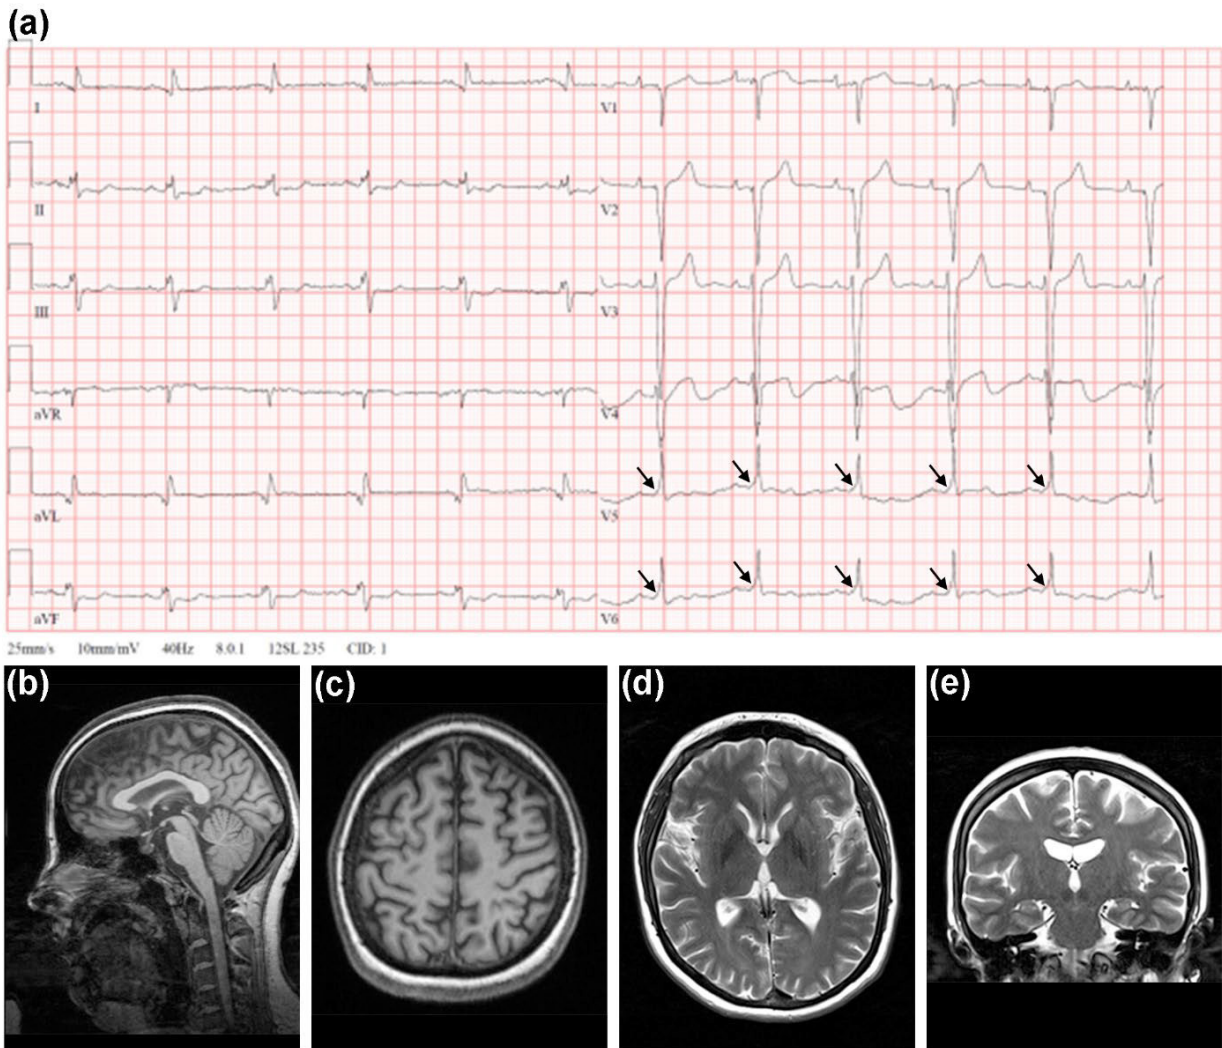 (a)
I V1
II V2
III V3
aVR V4
aVL V5
aVF V6
25mm/s 10mm/mV 40Hz 8.0.1 12SL 235 CID: 1
(b) (c) (d) (e)